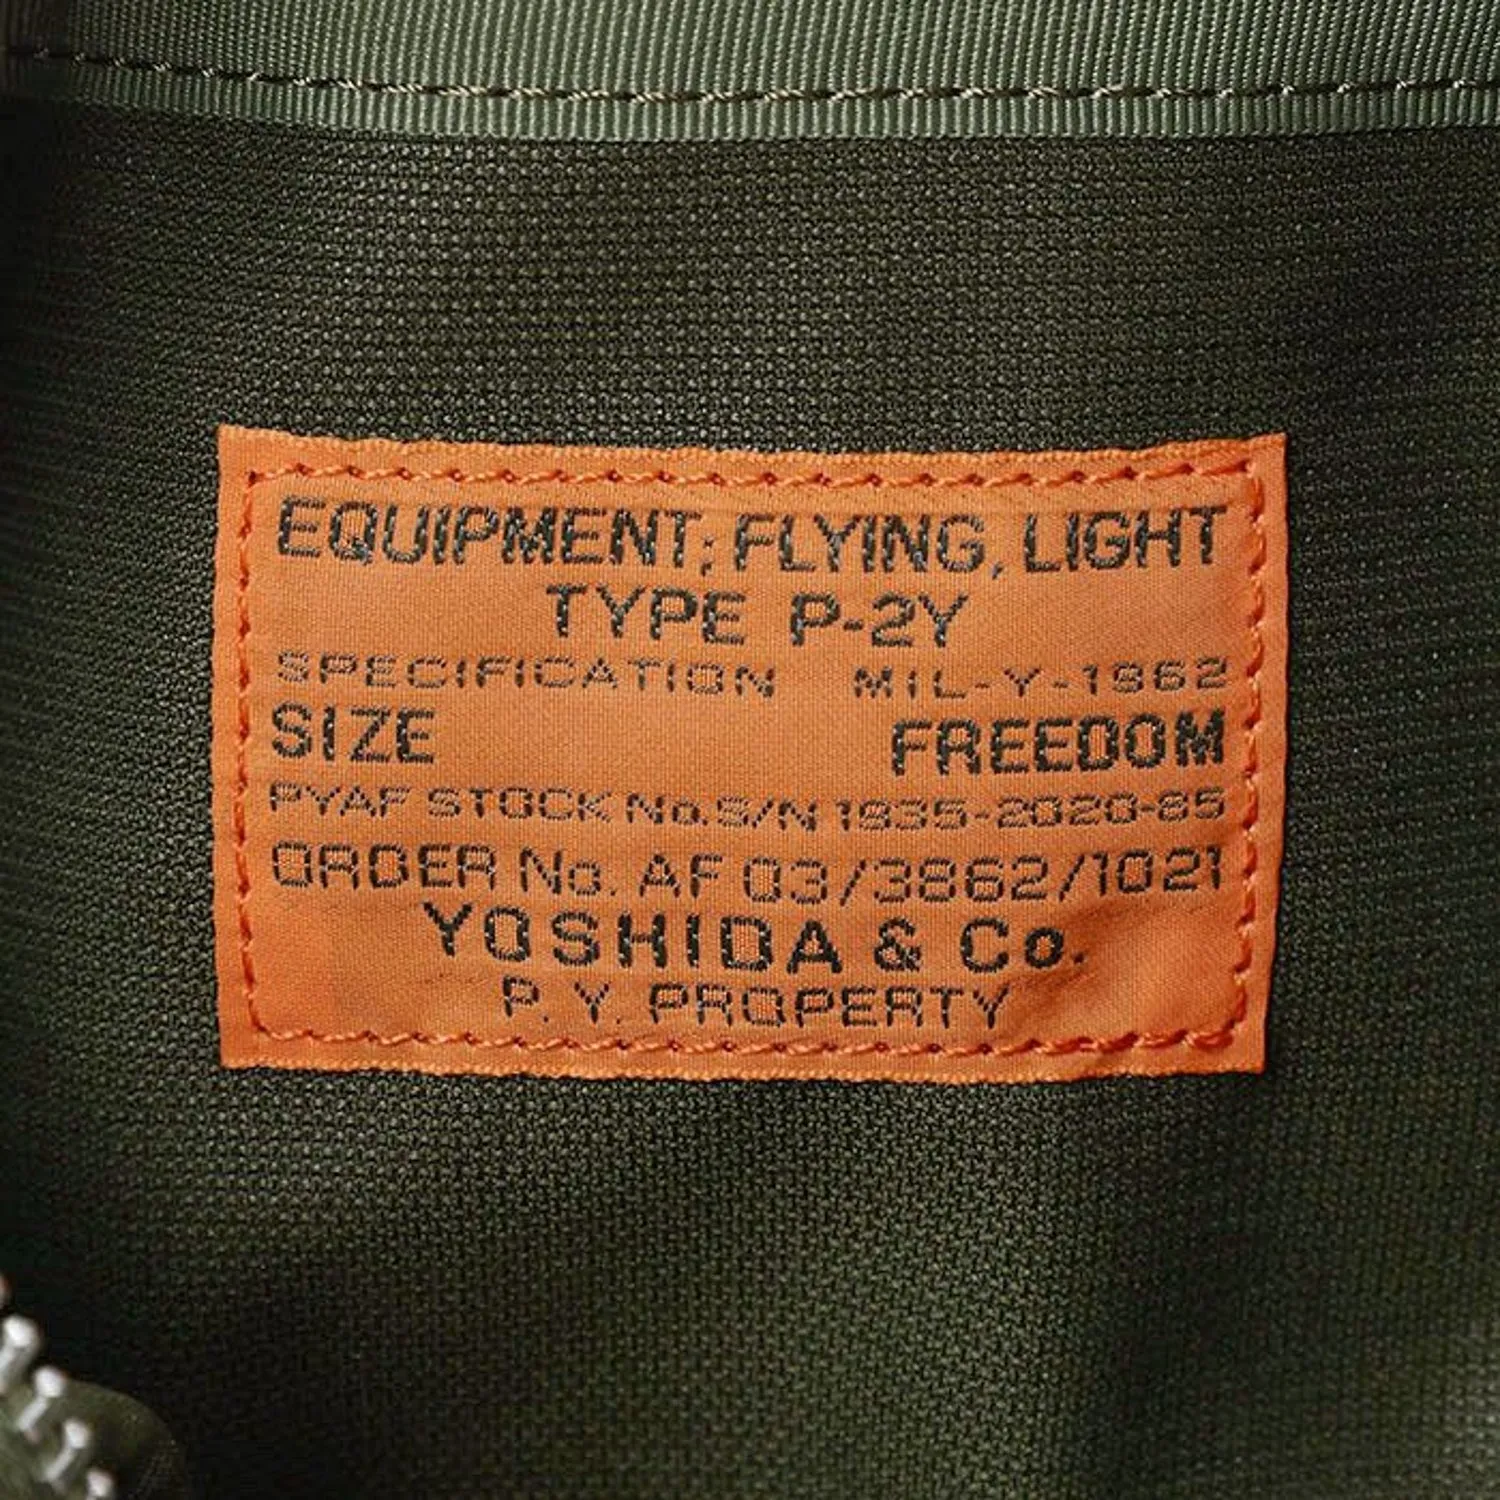 EQUIPMENT; FLYING, LIGHT
TYPE P-2Y
SPECIFICATION MIL-Y-1962
SIZE FREEDOM
PYAF STOCK No. S/N 1935-2020-85
ORDER No. AF 03/3862/1021
YOSHIDA & Co.
P. Y. PROPERTY